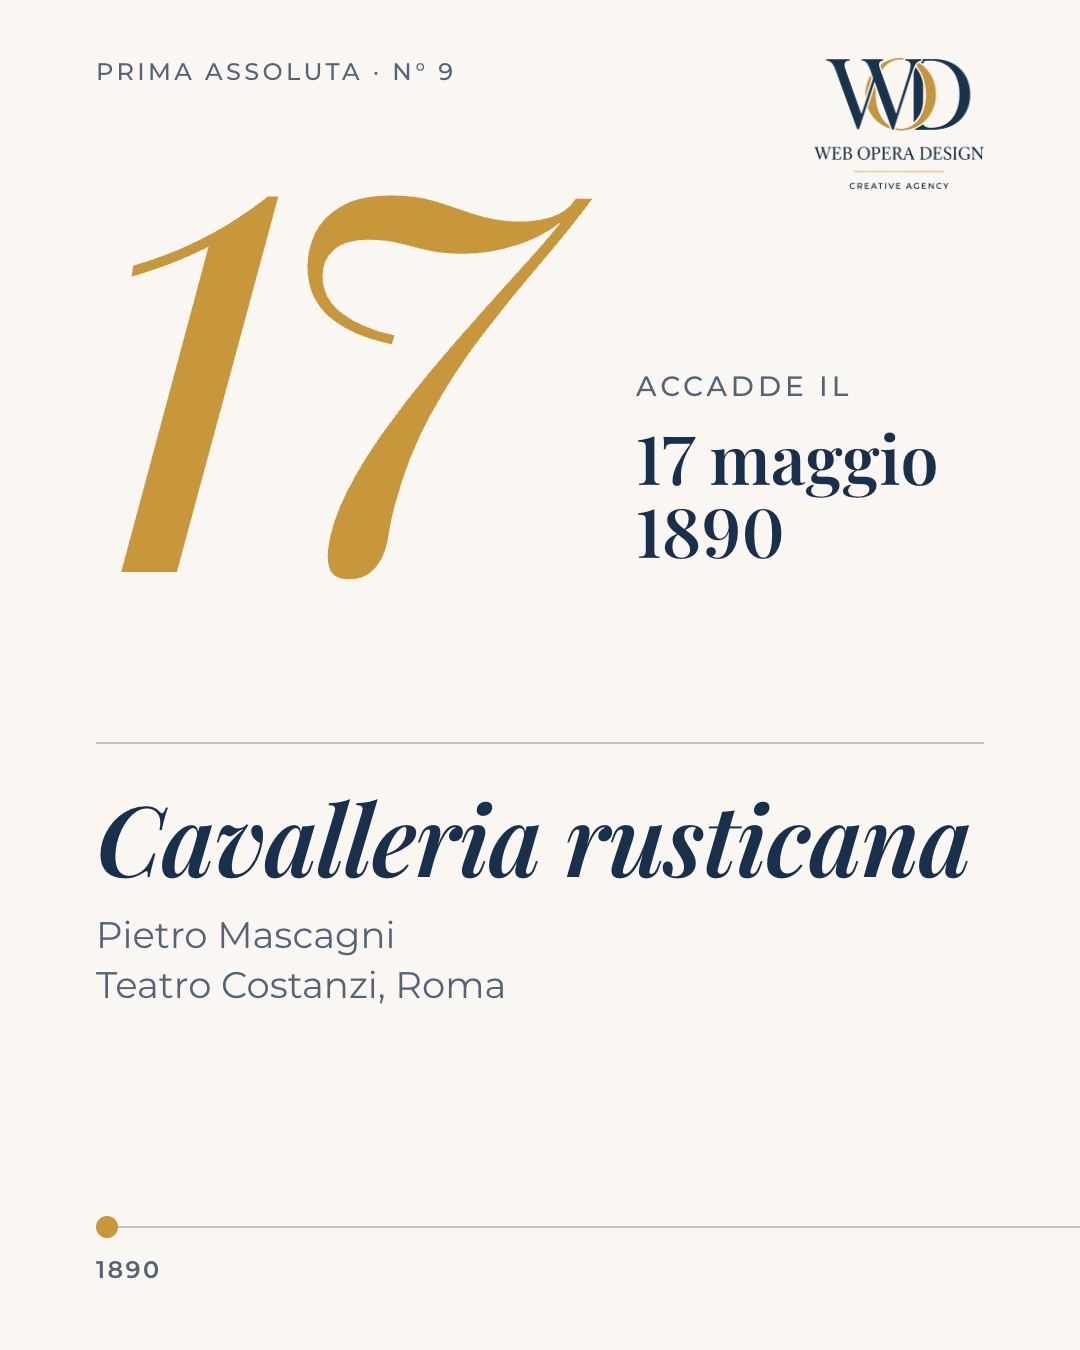 PRIMA ASSOLUTA · N° 9
WOD
WEB OPERA DESIGN
CREATIVE AGENCY
17
ACCADDE IL
17 maggio
1890
Cavalleria rusticana
Pietro Mascagni
Teatro Costanzi, Roma
1890